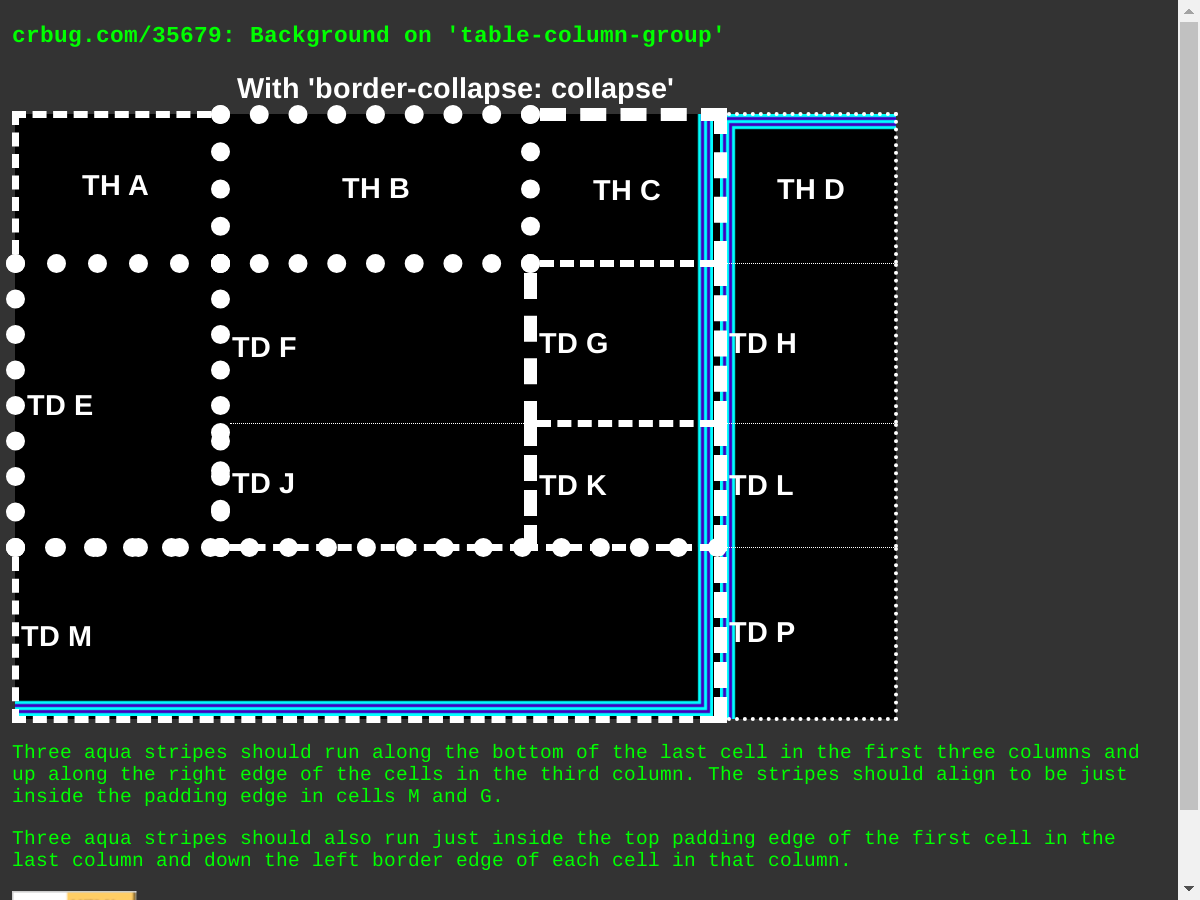 crbug.com/35679: Background on 'table-column-group'
With 'border-collapse: collapse'
TH A
TH B
TH C
TH D
TD E
TD F
TD G
TD H
TD J
TD K
TD L
TD M
TD P
Three aqua stripes should run along the bottom of the last cell in the first three columns and
up along the right edge of the cells in the third column. The stripes should align to be just
inside the padding edge in cells M and G.
Three aqua stripes should also run just inside the top padding edge of the first cell in the
last column and down the left border edge of each cell in that column.